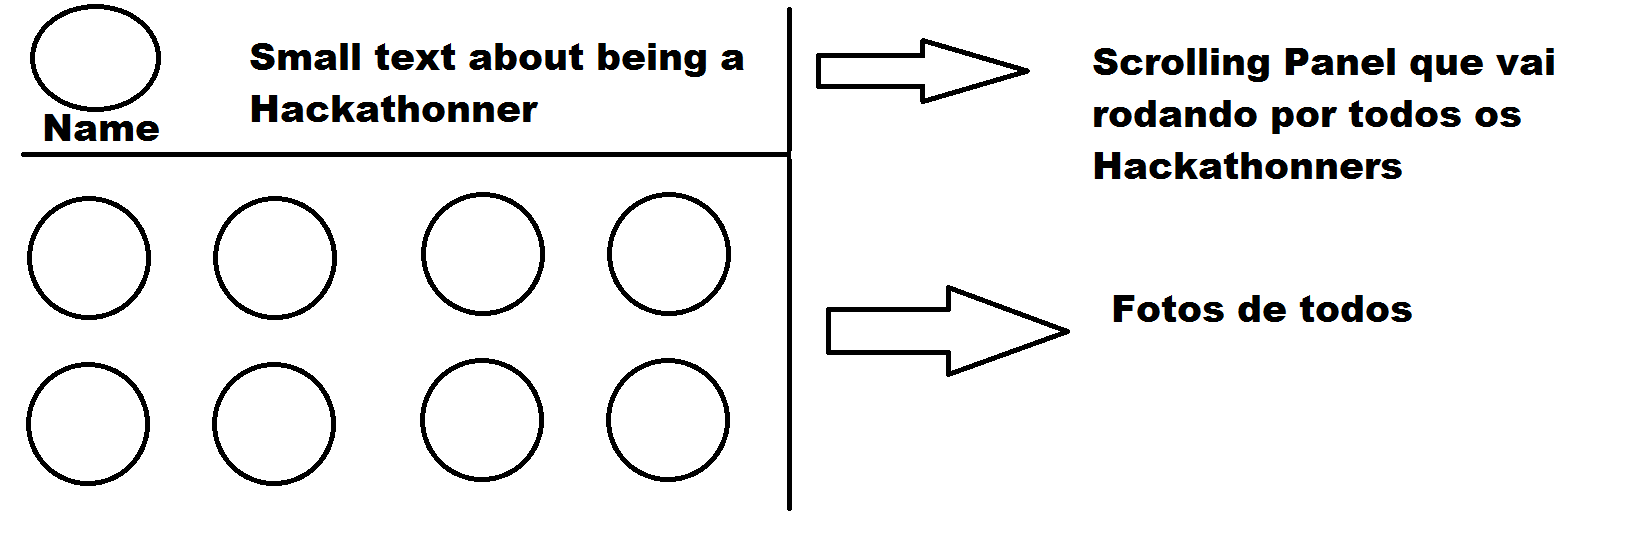 Name
Small text about being a
Hackathonner
Scrolling Panel que vai
rodando por todos os
Hackathonners
Fotos de todos